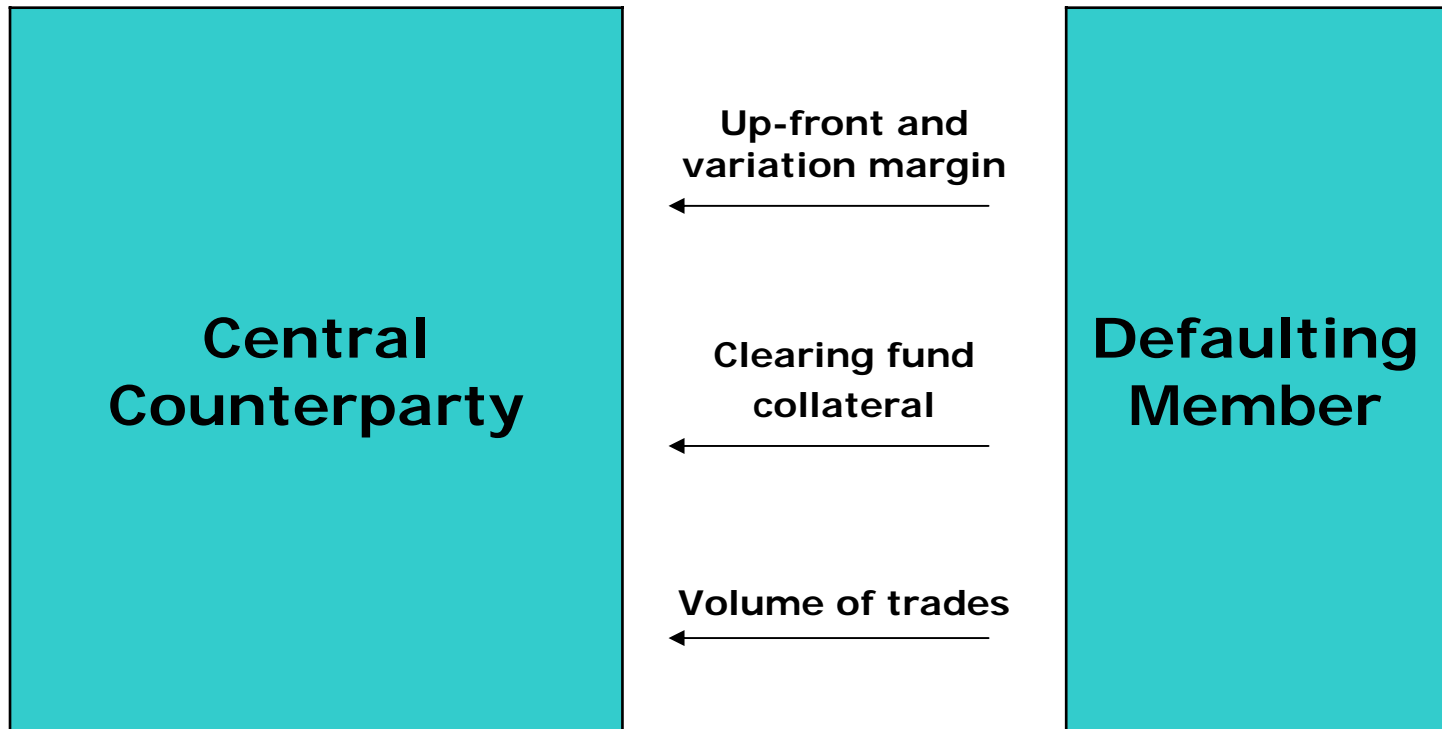 Central
Counterparty
Up-front and
variation margin
Clearing fund
collateral
Volume of trades
Defaulting
Member